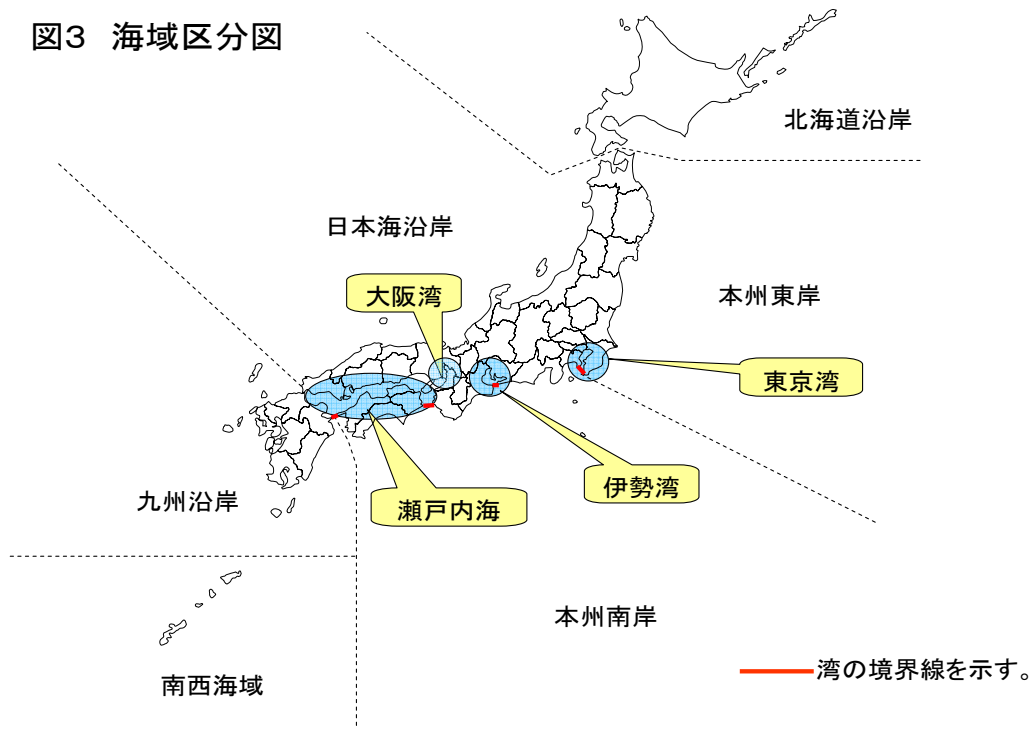 図3 海域区分図
北海道沿岸
日本海沿岸
大阪湾
本州東岸
東京湾
伊勢湾
九州沿岸
瀬戸内海
本州南岸
南西海域
湾の境界線を示す。